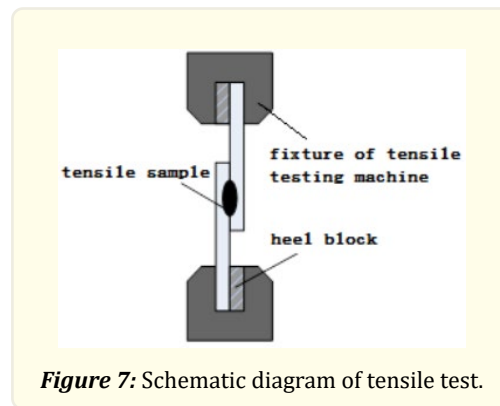 tensile sample
fixture of tensile
testing machine
heel block
Figure 7: Schematic diagram of tensile test.